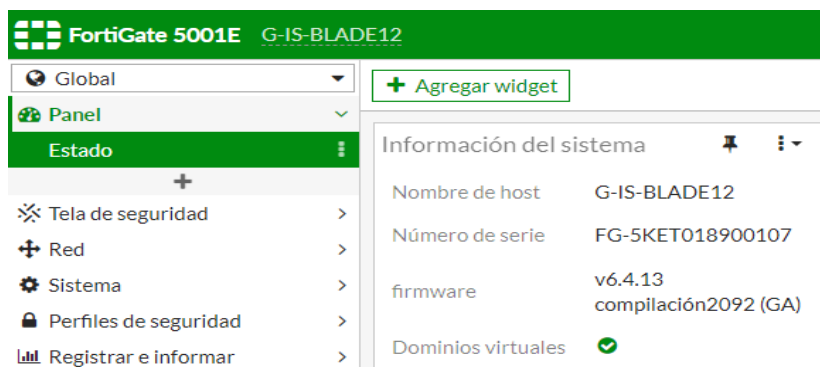 FortiGate 5001E G-IS-BLADE12
Global
Agregar widget
Panel
Estado
Información del sistema
Nombre de host G-IS-BLADE12
Tela de seguridad
Número de serie FG-5KET018900107
Red
Sistema
firmware v6.4.13
compilación2092 (GA)
Perfiles de seguridad
Registrar e informar
Dominios virtuales